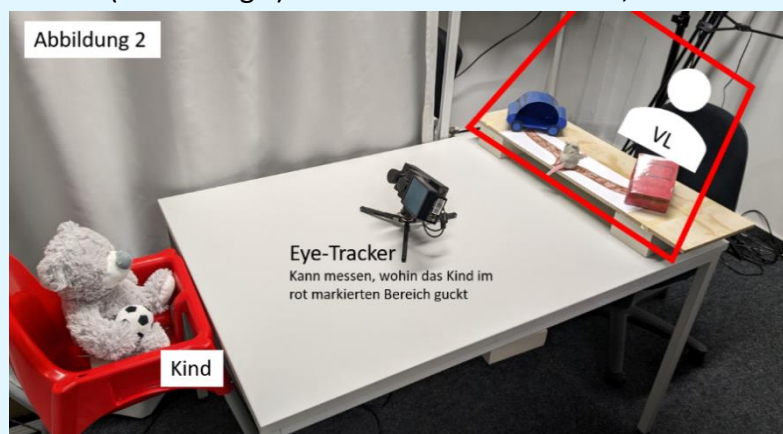 Abbildung 2
VL
Eye-Tracker
Kann messen, wohin das Kind im
rot markierten Bereich guckt
Kind